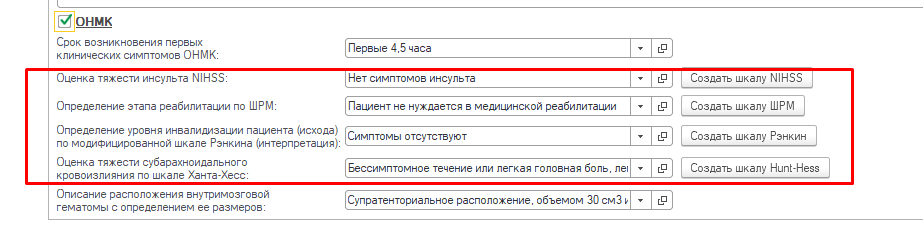 ОНМК
Срок возникновения первых
клинических симптомов ОНМК: Первые 4,5 часа
Оценка тяжести инсульта NIHSS: Нет симптомов инсульта Создать шкалу NIHSS
Определение этапа реабилитации по ШРМ: Пациент не нуждается в медицинской реабилитации Создать шкалу ШРМ
Определение уровня инвалидизации пациента (исхода)
по модифицированной шкале Рэнкина (интерпретация): Симптомы отсутствуют Создать шкалу Рэнкин
Оценка тяжести субарахноидального
кровоизлияния по шкале Ханта-Хесс: Бессимптомное течение или легкая головная боль, ле Создать шкалу Hunt-Hess
Описание расположения внутримозговой
гематомы с определением ее размеров: Супратенториальное расположение, объемом 30 см3 и